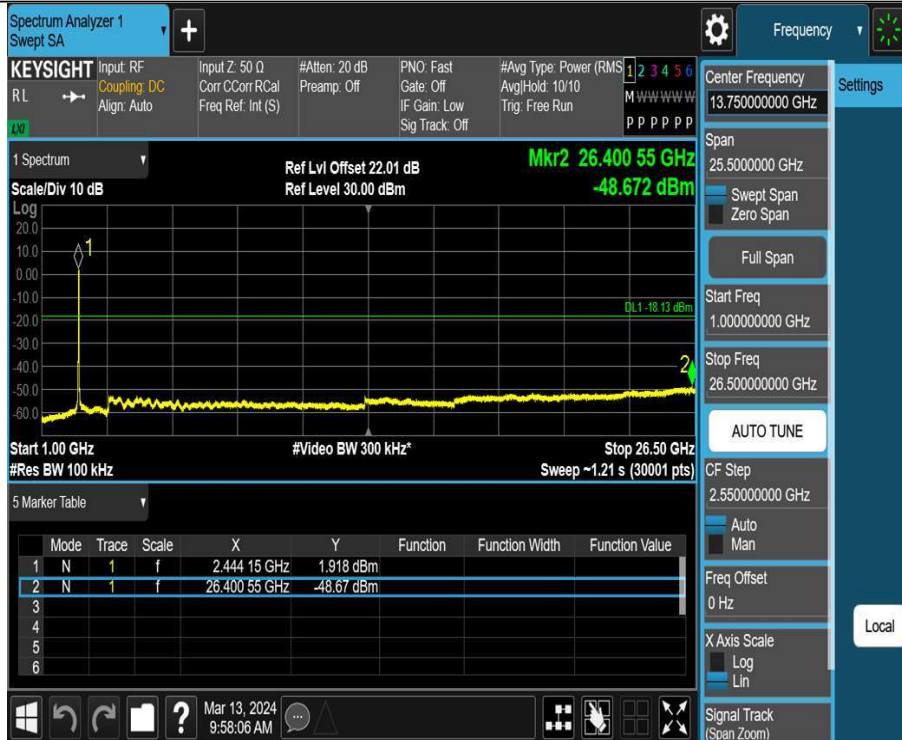 Spectrum Analyzer 1
Swept SA
+
Frequency
KEYSIGHT
RL
LXI
Input: RF
Coupling: DC
Align: Auto
Input Z: 50 Ω
Corr CCorr RCal
Freq Ref: Int (S)
#Atten: 20 dB
Preamp: Off
PNO: Fast
Gate: Off
IF Gain: Low
Sig Track: Off
#Avg Type: Power (RMS
Avg|Hold: 10/10
Trig: Free Run
1 2 3 4 5 6
M W W W W W
P P P P P P
1 Spectrum
Scale/Div 10 dB
Ref Lvl Offset 22.01 dB
Ref Level 30.00 dBm
Mkr2 26.400 55 GHz
-48.672 dBm
Log
20.0
10.0
0.00
-10.0
-20.0
-30.0
-40.0
-50.0
-60.0
1
DL1 -18.13 dBm
2
Start 1.00 GHz
#Res BW 100 kHz
#Video BW 300 kHz*
Stop 26.50 GHz
Sweep ~1.21 s (30001 pts)
5 Marker Table
Mode Trace Scale X Y Function Function Width Function Value
1 N 1 f 2.444 15 GHz 1.918 dBm
2 N 1 f 26.400 55 GHz -48.67 dBm
3
4
5
6
Mar 13, 2024
9:58:06 AM
?
Center Frequency
13.750000000 GHz
Span
25.5000000 GHz
Swept Span
Zero Span
Full Span
Start Freq
1.000000000 GHz
Stop Freq
26.500000000 GHz
AUTO TUNE
CF Step
2.550000000 GHz
Auto
Man
Freq Offset
0 Hz
X Axis Scale
Log
Lin
Signal Track
(Span Zoom)
Settings
Local